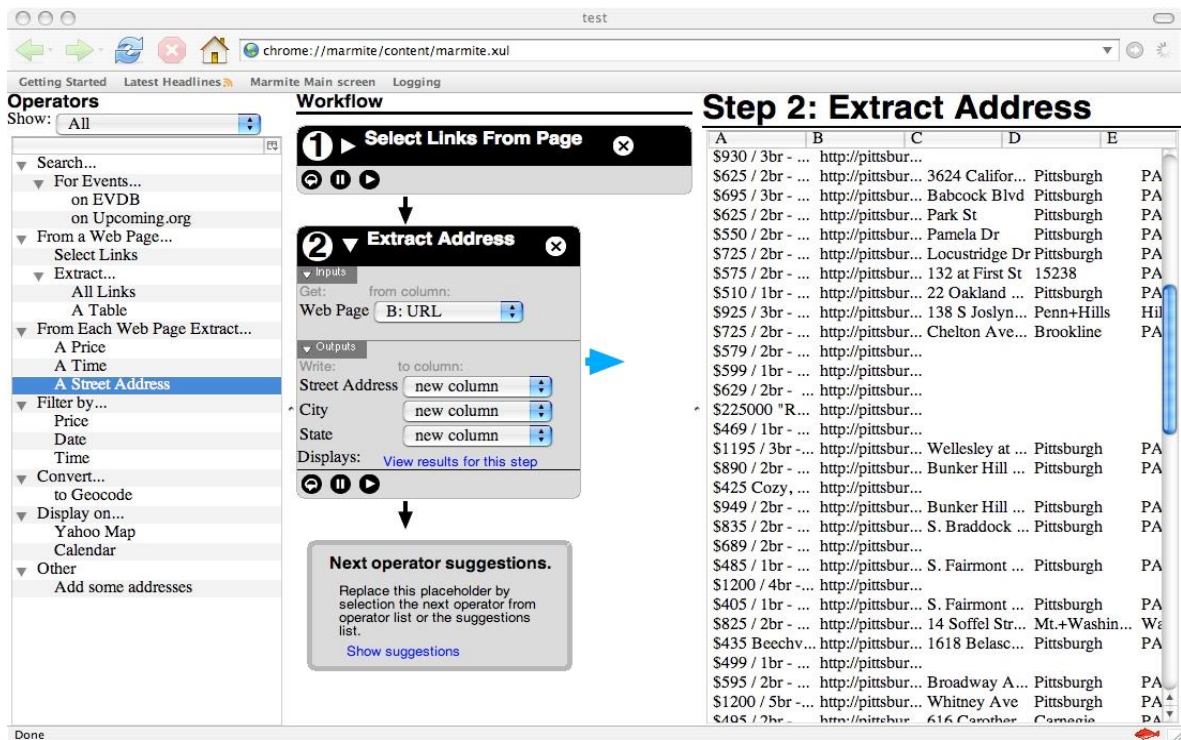 test
chrome://marmite/content/marmite.xul
Getting Started Latest Headlines Marmite Main screen Logging
Operators
Show: All
Search...
For Events...
on EVDB
on Upcoming.org
From a Web Page...
Select Links
Extract...
All Links
A Table
From Each Web Page Extract...
A Price
A Time
A Street Address
Filter by...
Price
Date
Time
Convert...
to Geocode
Display on...
Yahoo Map
Calendar
Other
Add some addresses
Workflow
1 Select Links From Page
2 Extract Address
Inputs
Get: from column:
Web Page B: URL
Outputs
Write: to column:
Street Address new column
City new column
State new column
Displays: View results for this step
Next operator suggestions.
Replace this placeholder by
selection the next operator from
operator list or the suggestions
list.
Show suggestions
Step 2: Extract Address
A B C D E
$930 / 3br - ... http://pittsbur...
$625 / 2br - ... http://pittsbur... 3624 Califor... Pittsburgh PA
$695 / 3br - ... http://pittsbur... Babcock Blvd Pittsburgh PA
$625 / 2br - ... http://pittsbur... Park St Pittsburgh PA
$550 / 2br - ... http://pittsbur... Pamela Dr Pittsburgh PA
$725 / 2br - ... http://pittsbur... Locustridge Dr Pittsburgh PA
$575 / 2br - ... http://pittsbur... 132 at First St 15238 PA
$510 / 1br - ... http://pittsbur... 22 Oakland ... Pittsburgh PA
$925 / 3br - ... http://pittsbur... 138 S Joslyn... Penn+Hills Hil
$725 / 2br - ... http://pittsbur... Chelton Ave... Brookline PA
$579 / 2br - ... http://pittsbur...
$599 / 1br - ... http://pittsbur...
$629 / 2br - ... http://pittsbur...
$225000 "R... http://pittsbur...
$469 / 1br - ... http://pittsbur...
$1195 / 3br -... http://pittsbur... Wellesley at ... Pittsburgh PA
$890 / 2br - ... http://pittsbur... Bunker Hill ... Pittsburgh PA
$425 Cozy, ... http://pittsbur...
$949 / 2br - ... http://pittsbur... Bunker Hill ... Pittsburgh PA
$835 / 2br - ... http://pittsbur... S. Braddock ... Pittsburgh PA
$689 / 2br - ... http://pittsbur...
$485 / 1br - ... http://pittsbur... S. Fairmont ... Pittsburgh PA
$1200 / 4br -... http://pittsbur...
$405 / 1br - ... http://pittsbur... S. Fairmont ... Pittsburgh PA
$825 / 2br - ... http://pittsbur... 14 Soffel Str... Mt.+Washin... Wa
$435 Beechv... http://pittsbur... 1618 Belasc... Pittsburgh PA
$499 / 1br - ... http://pittsbur...
$595 / 2br - ... http://pittsbur... Broadway A... Pittsburgh PA
$1200 / 5br -... http://pittsbur... Whitney Ave Pittsburgh PA
$495 / 2br - http://pittsbur... 616 Carother Carnegie PA
Done